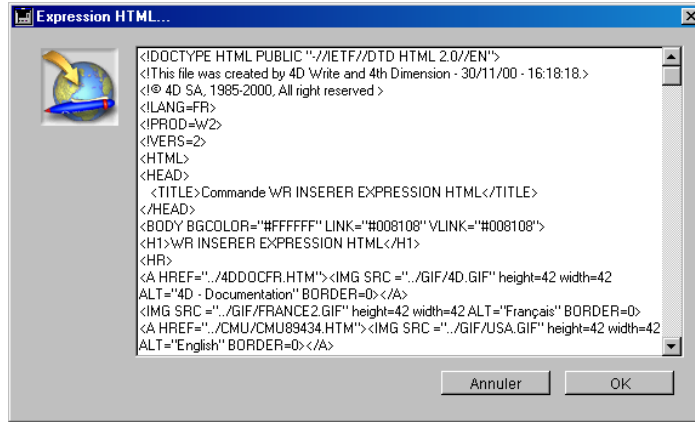 Expression HTML...
<!DOCTYPE HTML PUBLIC "-//IETF//DTD HTML 2.0//EN">
<!This file was created by 4D Write and 4th Dimension - 30/11/00 - 16:18:18.>
<!© 4D SA, 1985-2000, All right reserved >
<!LANG=FR>
<!PROD=W2>
<!VERS=2>
<HTML>
<HEAD>
<TITLE>Commande WR INSERER EXPRESSION HTML</TITLE>
</HEAD>
<BODY BGCOLOR="#FFFFFF" LINK="#008108" VLINK="#008108">
<H1>WR INSERER EXPRESSION HTML</H1>
<HR>
<A HREF="../4DDOCFR.HTM"><IMG SRC ="../GIF/4D.GIF" height=42 width=42
ALT="4D - Documentation" BORDER=0></A>
<IMG SRC ="../GIF/FRANCE2.GIF" height=42 width=42 ALT="Français" BORDER=0>
<A HREF="../CMU/CMU89434.HTM"><IMG SRC ="../GIF/USA.GIF" height=42 width=42
ALT="English" BORDER=0></A>
Annuler
OK